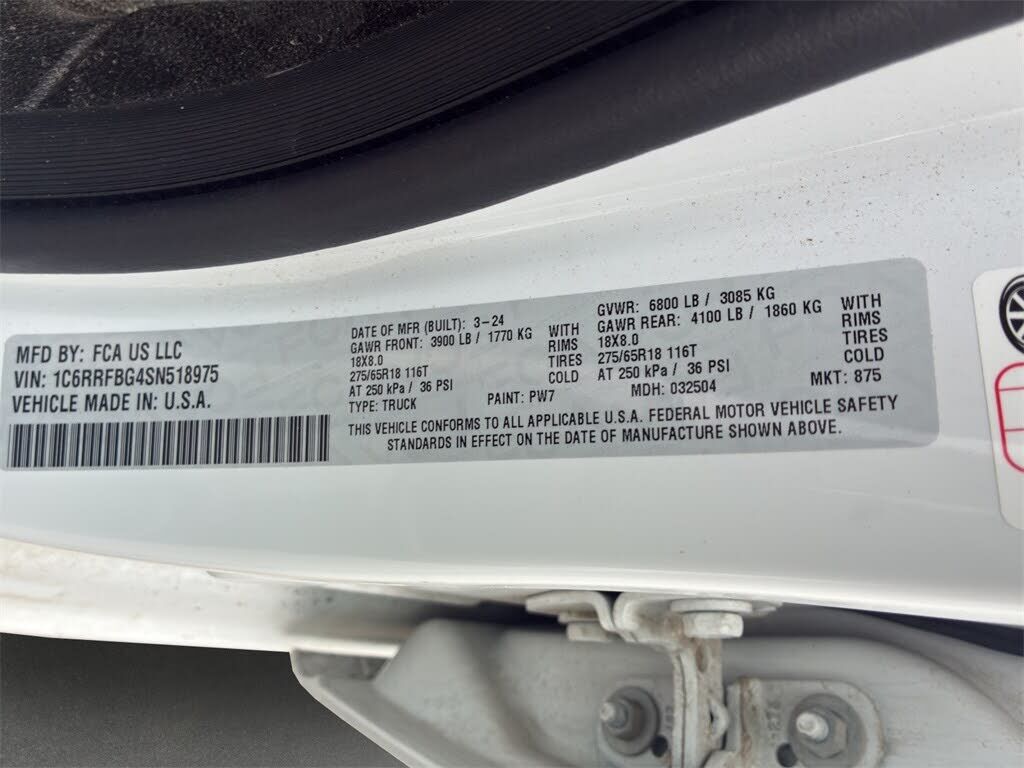 MFD BY: FCA US LLC
VIN: 1C6RRFBG4SN518975
VEHICLE MADE IN: U.S.A.
DATE OF MFR (BUILT): 3-24
GAWR FRONT: 3900 LB / 1770 KG WITH
18X8.0 RIMS
275/65R18 116T TIRES
AT 250 kPa / 36 PSI COLD
TYPE: TRUCK PAINT: PW7
GVWR: 6800 LB / 3085 KG
GAWR REAR: 4100 LB / 1860 KG WITH
18X8.0 RIMS
275/65R18 116T TIRES
AT 250 kPa / 36 PSI COLD
MDH: 032504 MKT: 875
THIS VEHICLE CONFORMS TO ALL APPLICABLE U.S.A. FEDERAL MOTOR VEHICLE SAFETY
STANDARDS IN EFFECT ON THE DATE OF MANUFACTURE SHOWN ABOVE.